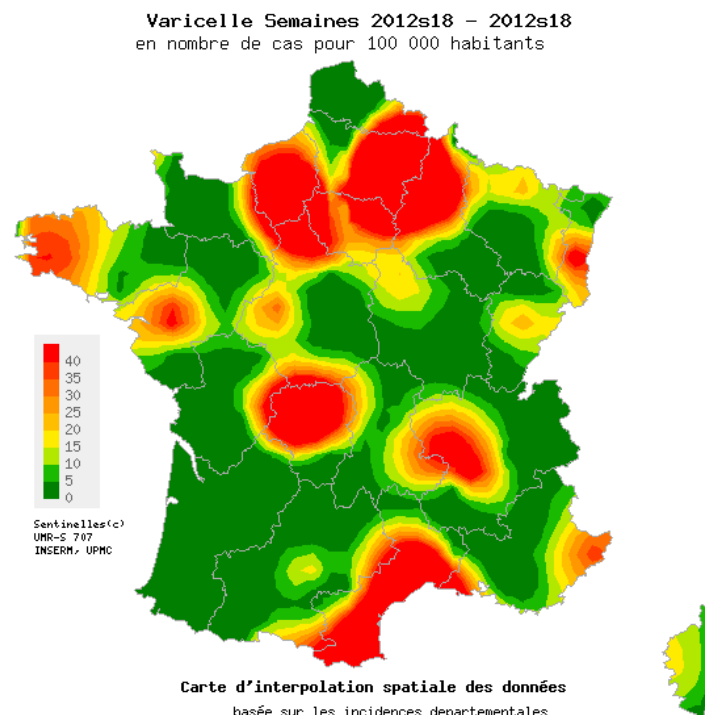 Varicelle Semaines 2012s18 - 2012s18
en nombre de cas pour 100 000 habitants
40
35
30
25
20
15
10
5
0
Sentinelles(c)
UMR-S 707
INSERM, UPMC
Carte d'interpolation spatiale des données
basée sur les incidences departementales